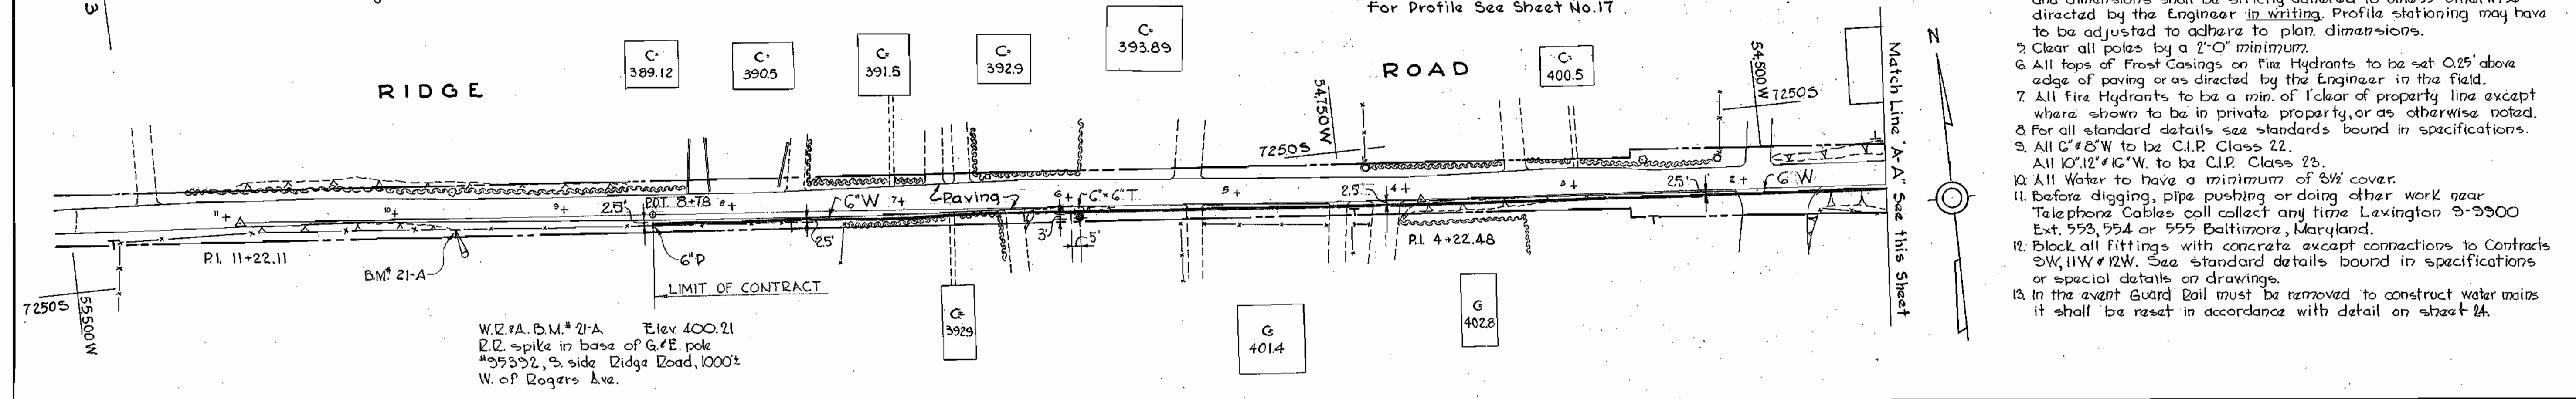 For Profile See Sheet No.17
3
C=
389.12
C=
390.5
C=
391.5
C=
392.9
C=
393.89
C=
400.5
RIDGE
ROAD
54,750W
7250S
54,500W
7250S
Match Line "A-A" See this Sheet
N
11+
10+
9+
2.5'
P.O.T. 8+78
8+
6"W
7+
℄ Paving
6+
6"x6"T.
5+
2.5'
4+
3+
2.5'
2+
6"W
2.5'
3'
5'
P.I. 11+22.11
B.M.# 21-A
6"P
LIMIT OF CONTRACT
P.I. 4+22.48
7250S
55,500W
C=
392.9
C=
401.4
C=
402.8
W.R.&A. B.M.# 21-A Elev. 400.21
R.R. spike in base of G.&E. pole
#95392, S. side Ridge Road, 1000'±
W. of Rogers Ave.
directed by the Engineer in writing. Profile stationing may have
to be adjusted to adhere to plan dimensions.
5. Clear all poles by a 2'-0" minimum.
6. All tops of Frost Casings on Fire Hydrants to be set 0.25' above
edge of paving or as directed by the Engineer in the field.
7. All Fire Hydrants to be a min. of 1' clear of property line except
where shown to be in private property, or as otherwise noted.
8. For all standard details see standards bound in specifications.
9. All 6" & 8" W to be C.I.P. Class 22.
All 10", 12" & 16" W. to be C.I.P. Class 23.
10. All Water to have a minimum of 3½' cover.
11. Before digging, pipe pushing or doing other work near
Telephone Cables call collect any time Lexington 9-9900
Ext. 553, 554 or 555 Baltimore, Maryland.
12. Block all fittings with concrete except connections to Contracts
9W, 11W & 12W. See standard details bound in specifications
or special details on drawings.
13. In the event Guard Rail must be removed to construct water mains
it shall be reset in accordance with detail on sheet 24.